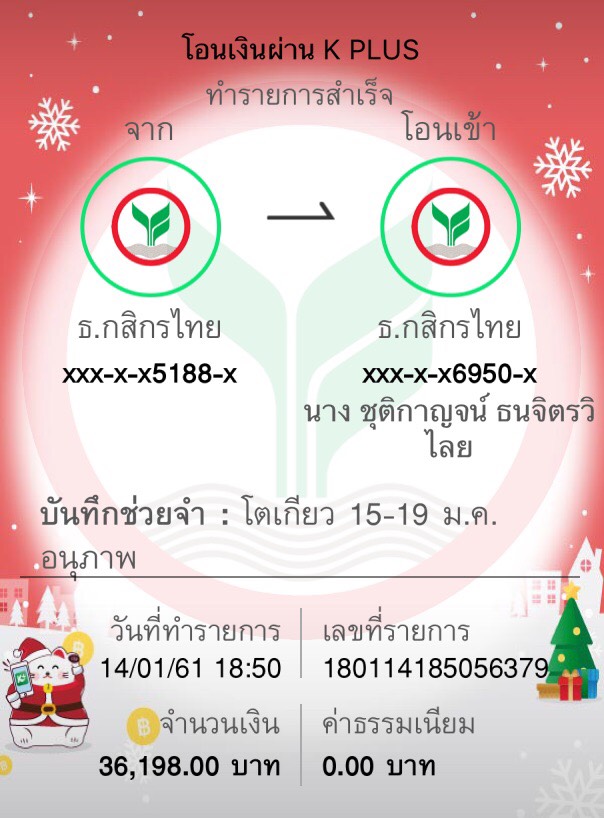 โอนเงินผ่าน K PLUS
ทำรายการสำเร็จ
จาก
โอนเข้า
ธ.กสิกรไทย
ธ.กสิกรไทย
xxx-x-x5188-x
xxx-x-x6950-x
นาง ชุติกาญจน์ ธนจิตรวิ
ไลย
บันทึกช่วยจำ : โตเกียว 15-19 ม.ค.
อนุภาพ
วันที่ทำรายการ
เลขที่รายการ
14/01/61 18:50
180114185056379
จำนวนเงิน
ค่าธรรมเนียม
36,198.00 บาท
0.00 บาท